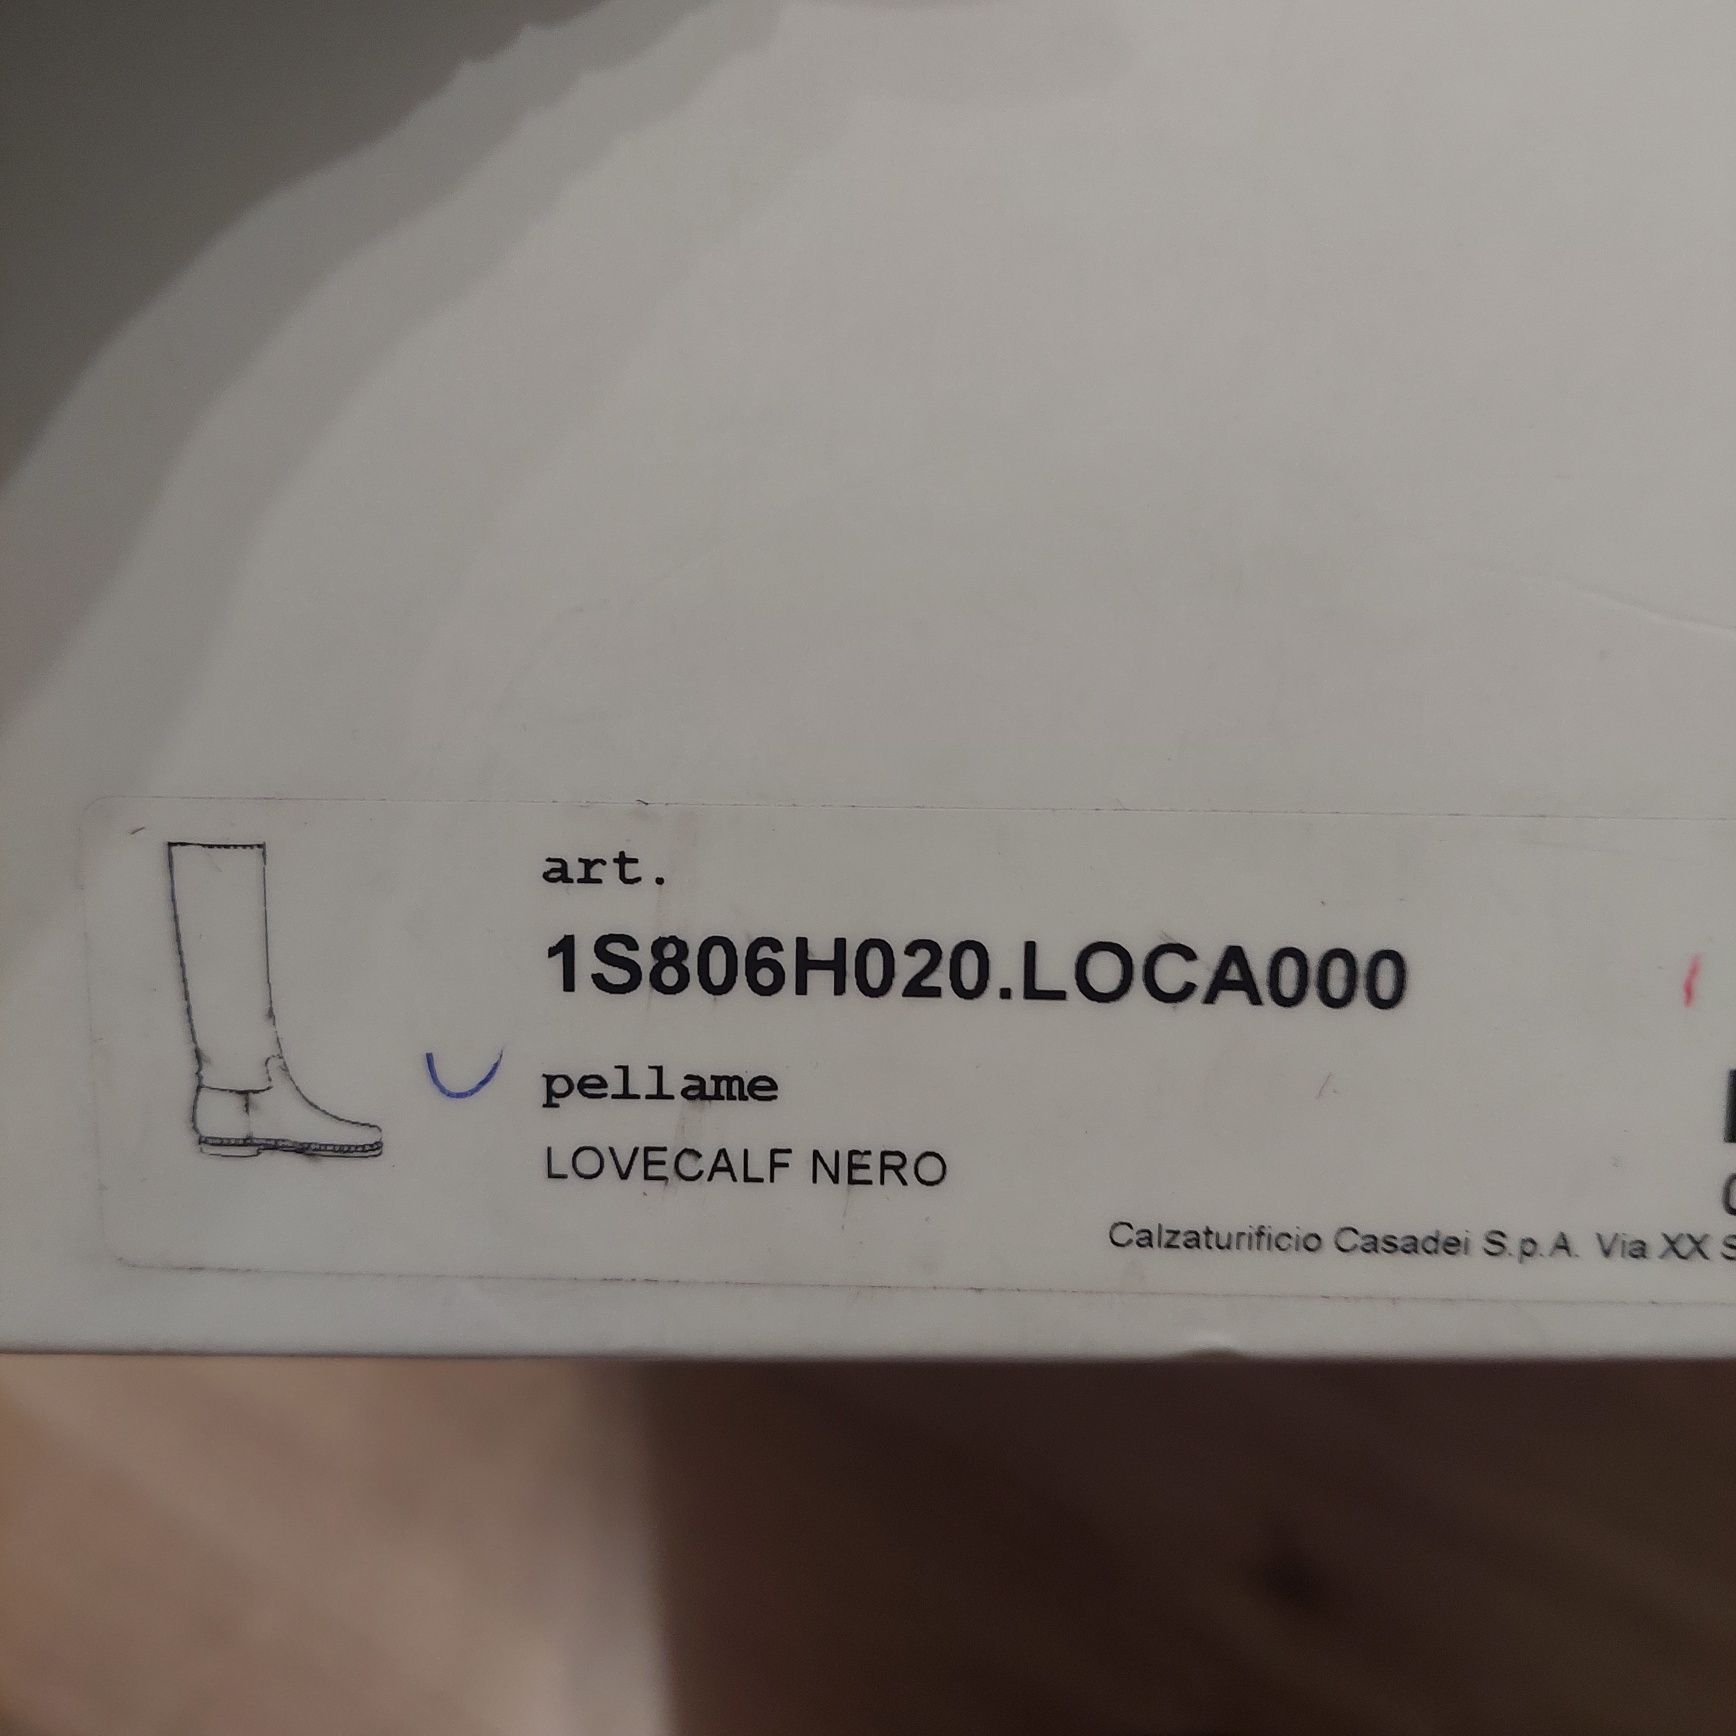 art.
1S806H020.LOCA000
pellame
LOVECALF NERO
Calzaturificio Casadei S.p.A. Via XX